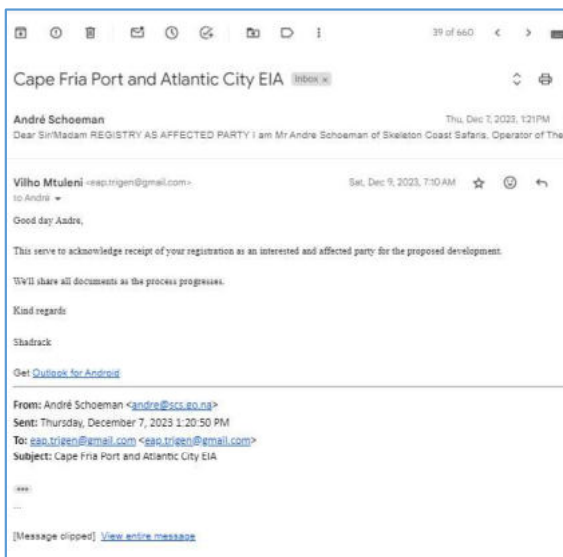 39 of 660
Cape Fria Port and Atlantic City EIA Inbox x
André Schoeman Thu, Dec 7, 2023, 1:21 PM
Dear Sir/Madam REGISTRY AS AFFECTED PARTY I am Mr Andre Schoeman of Skeleton Coast Safaris. Operator of The
Vilho Mtuleni <eap.trigen@gmail.com> Sat, Dec 9, 2023, 7:10 AM
to André
Good day Andre,
This serve to acknowledge receipt of your registration as an interested and affected party for the proposed development.
We'll share all documents as the process progresses.
Kind regards
Shadrack
Get Outlook for Android
From: André Schoeman <andre@scs.go.na>
Sent: Thursday, December 7, 2023 1:20:50 PM
To: eap.trigen@gmail.com <eap.trigen@gmail.com>
Subject: Cape Fria Port and Atlantic City EIA
...
[Message clipped] View entire message